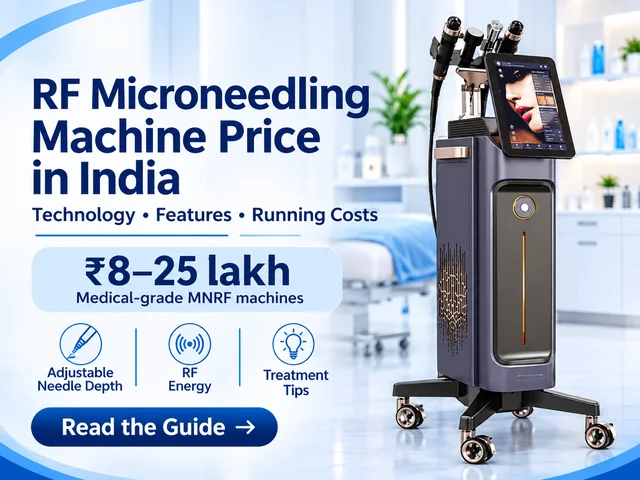 RF Microneedling
Machine Price
in India
Technology • Features • Running Costs
₹8–25 lakh
Medical-grade MNRF machines
Adjustable
Needle Depth
RF
Energy
Treatment
Tips
Read the Guide →